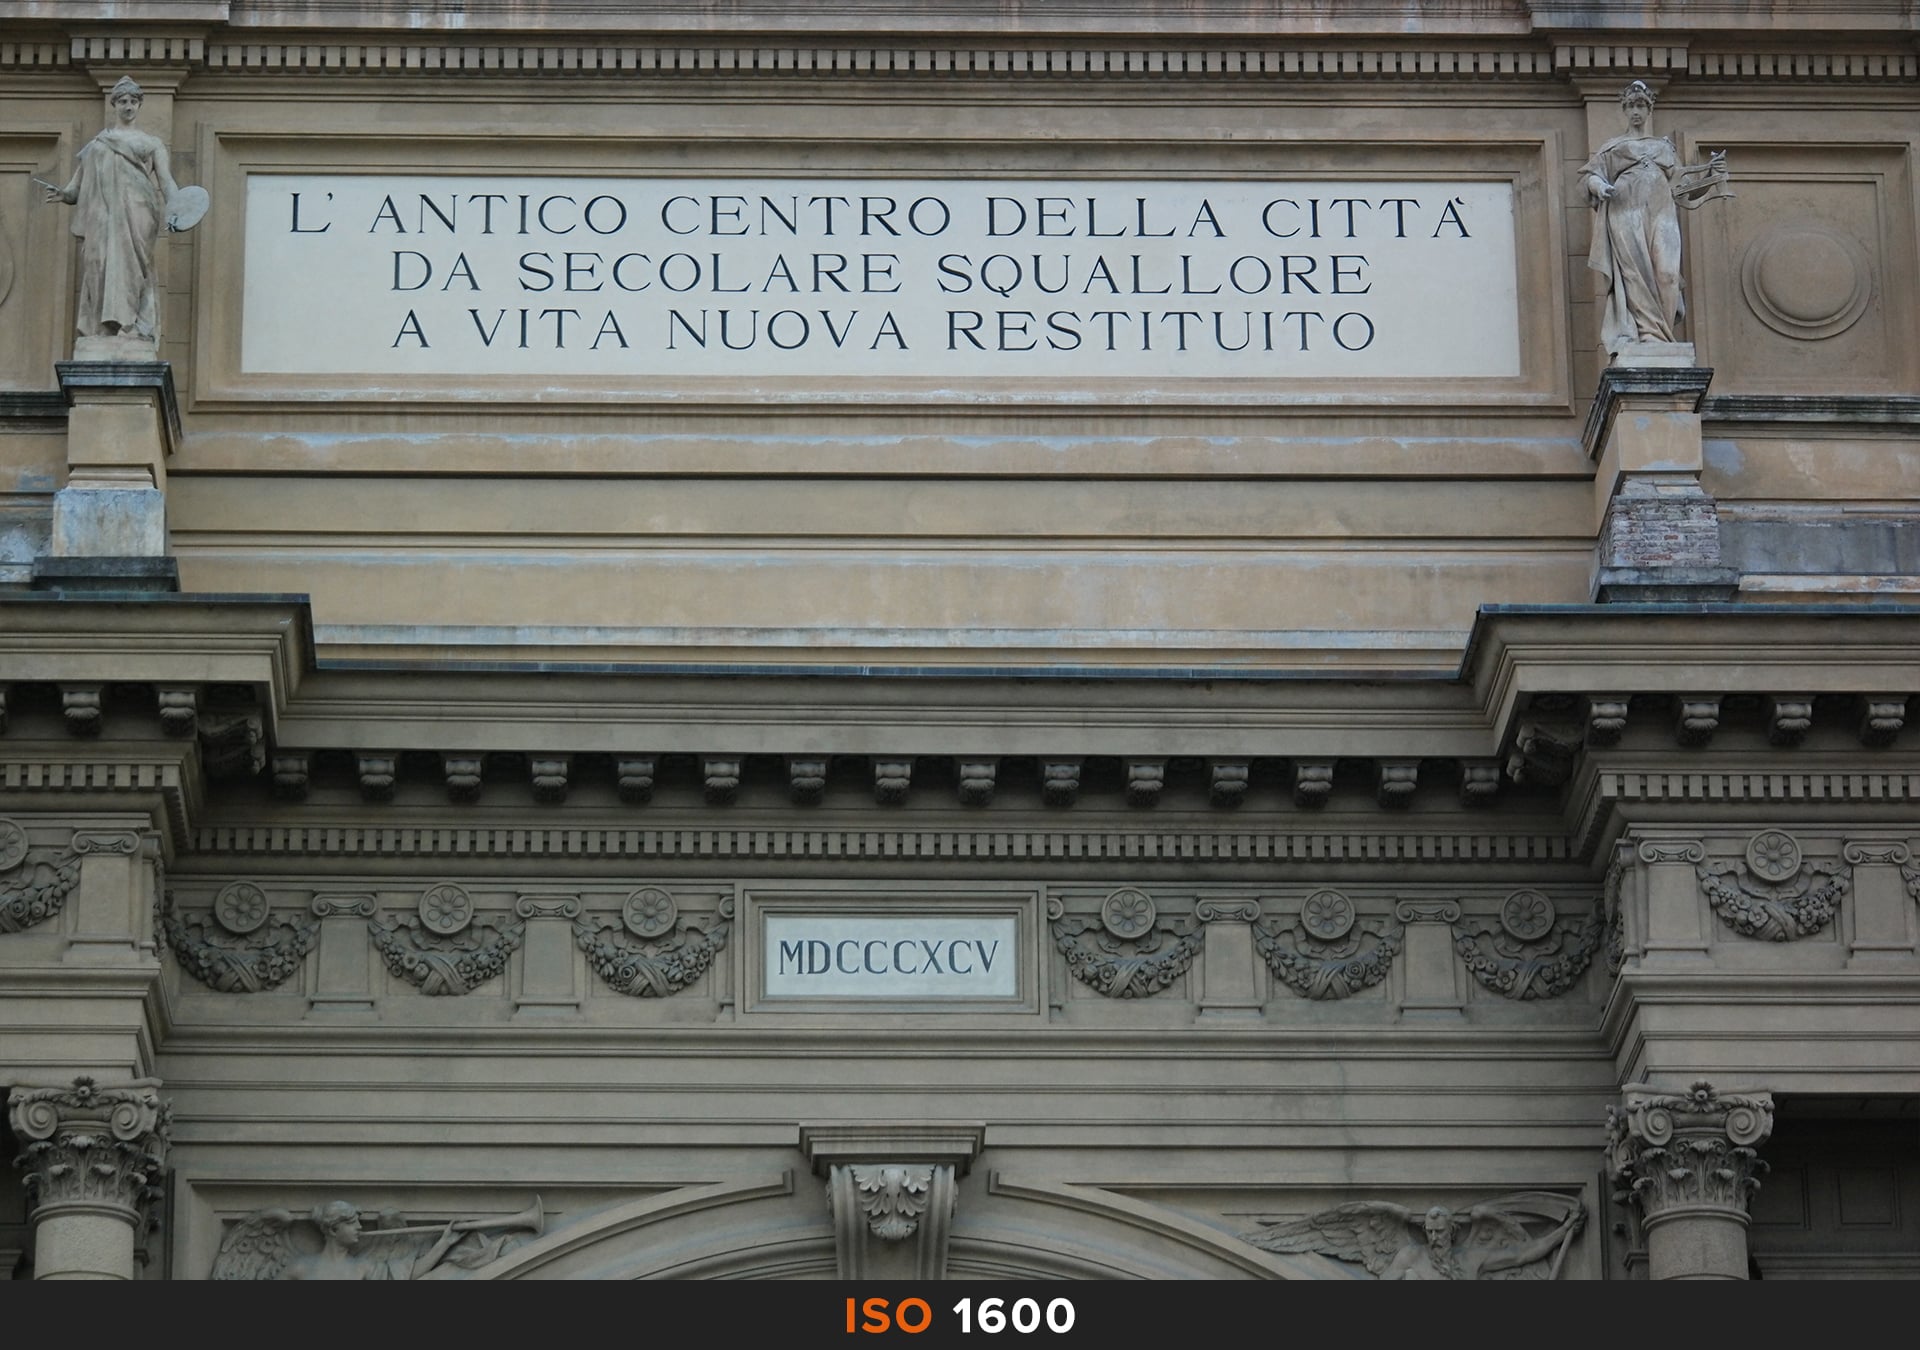 L' ANTICO CENTRO DELLA CITTÀ
DA SECOLARE SQUALLORE
A VITA NUOVA RESTITUITO
MDCCCXCV
ISO 1600